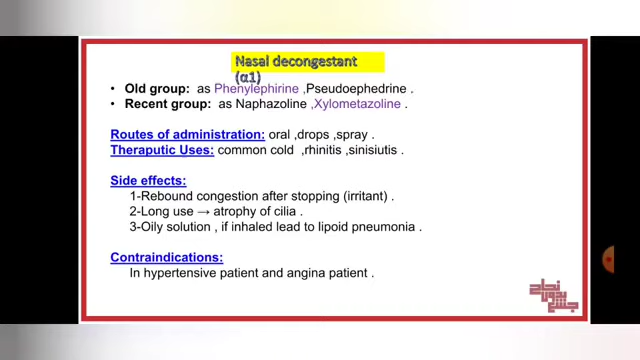 Nasal decongestant
(α1)
• Old group: as Phenylephirine ,Pseudoephedrine .
• Recent group: as Naphazoline ,Xylometazoline .
Routes of administration: oral ,drops ,spray .
Theraputic Uses: common cold ,rhinitis ,sinisiutis .
Side effects:
1-Rebound congestion after stopping (irritant) .
2-Long use → atrophy of cilia .
3-Oily solution , if inhaled lead to lipoid pneumonia .
Contraindications:
In hypertensive patient and angina patient .